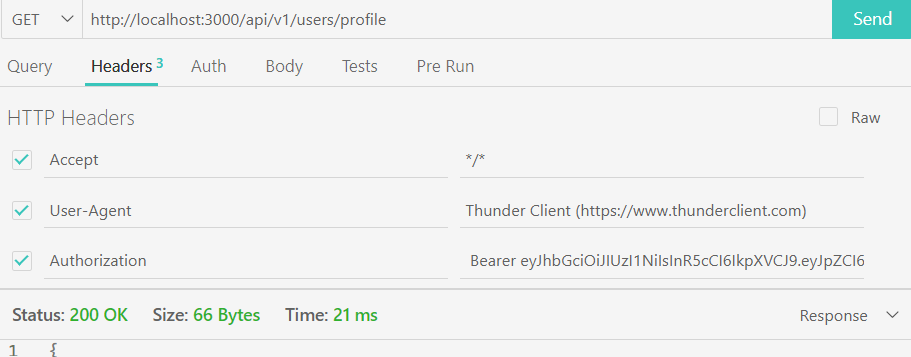 GET http://localhost:3000/api/v1/users/profile Send
Query Headers 3 Auth Body Tests Pre Run
HTTP Headers Raw
Accept */*
User-Agent Thunder Client (https://www.thunderclient.com)
Authorization Bearer eyJhbGciOiJIUzI1NiIsInR5cCI6IkpXVCJ9.eyJpZCI6
Status: 200 OK Size: 66 Bytes Time: 21 ms Response
1 {